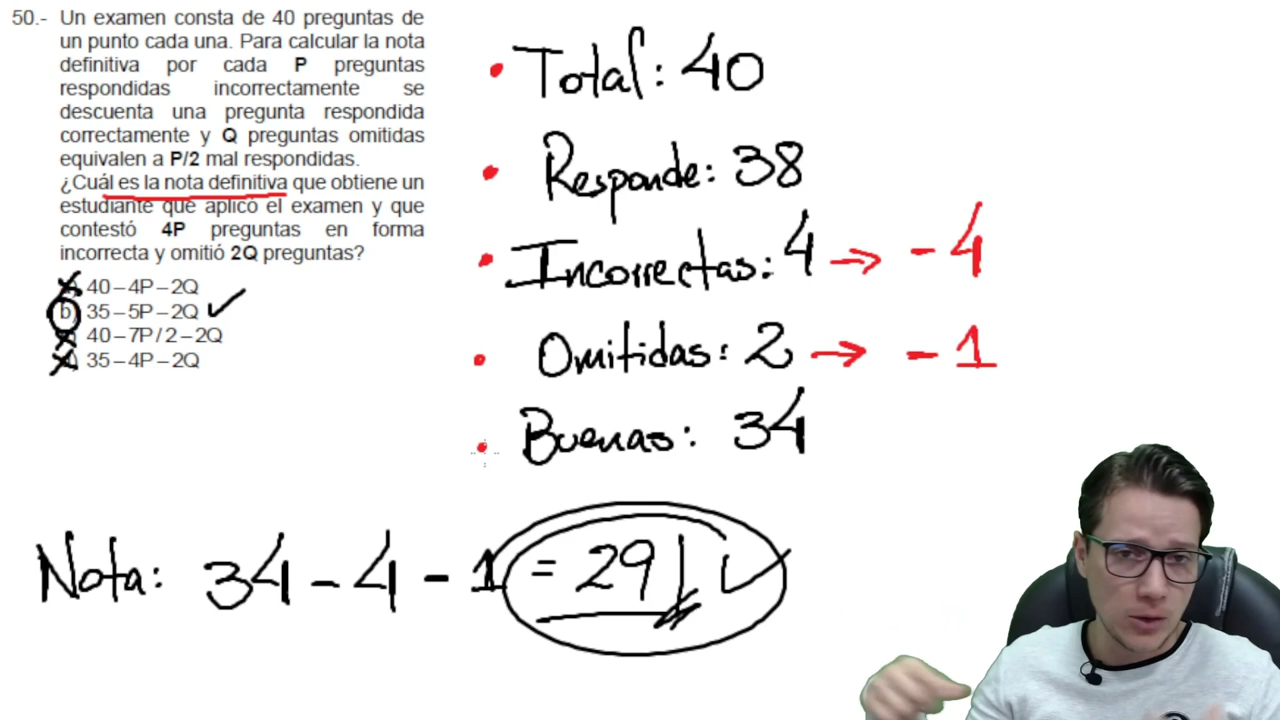 50.- Un examen consta de 40 preguntas de
un punto cada una. Para calcular la nota
definitiva por cada P preguntas
respondidas incorrectamente se
descuenta una pregunta respondida
correctamente y Q preguntas omitidas
equivalen a P/2 mal respondidas.
¿Cuál es la nota definitiva que obtiene un
estudiante que aplicó el examen y que
contestó 4P preguntas en forma
incorrecta y omitió 2Q preguntas?
40 – 4P – 2Q
b) 35 – 5P – 2Q
40 – 7P / 2 – 2Q
35 – 4P – 2Q
Total: 40
Responde: 38
Incorrectas: 4 → - 4
Omitidas: 2 → - 1
Buenas: 34
Nota: 34 - 4 - 1 = 29